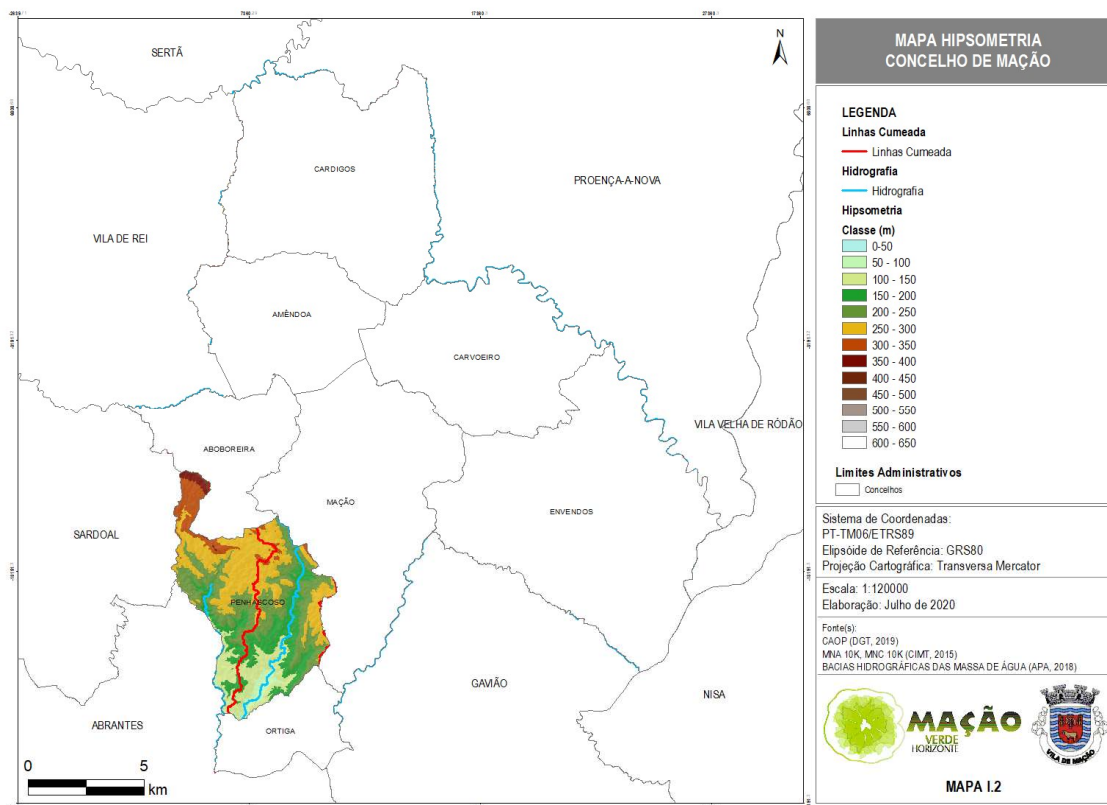 MAPA HIPSOMETRIA
CONCELHO DE MAÇÃO
N
SERTÃ
CARDIGOS
PROENÇA-A-NOVA
VILA DE REI
AMÊNDOA
CARVOEIRO
VILA VELHA DE RÓDÃO
ABOBOREIRA
MAÇÃO
ENVENDOS
SARDOAL
PENHASCOSO
GAVIÃO
NISA
ABRANTES
ORTIGA
0 5
km
LEGENDA
Linhas Cumeada
Linhas Cumeada
Hidrografia
Hidrografia
Hipsometria
Classe (m)
0-50
50 - 100
100 - 150
150 - 200
200 - 250
250 - 300
300 - 350
350 - 400
400 - 450
450 - 500
500 - 550
550 - 600
600 - 650
Limites Administrativos
Concelhos
Sistema de Coordenadas:
PT-TM06/ETRS89
Elipsóide de Referência: GRS80
Projeção Cartográfica: Transversa Mercator
Escala: 1:120000
Elaboração: Julho de 2020
Fonte(s):
CAOP (DGT, 2019)
MNA 10K, MNC 10K (CIMT, 2015)
BACIAS HIDROGRÁFICAS DAS MASSA DE ÁGUA (APA, 2018)
MAÇÃO
VERDE
HORIZONTE
VILA DE MAÇÃO
MAPA I.2